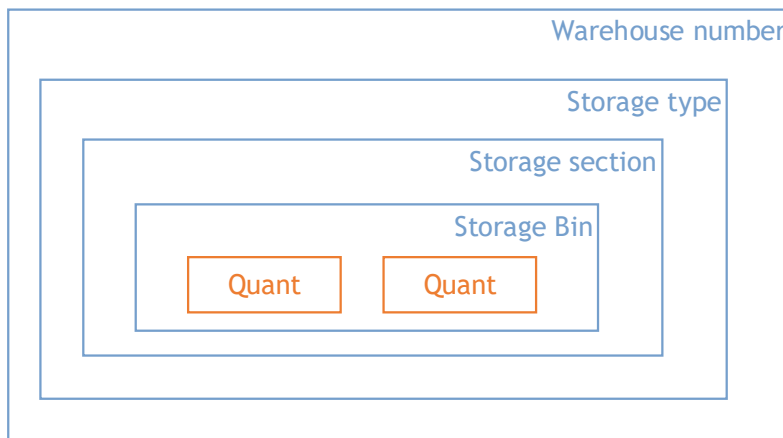 Warehouse number
Storage type
Storage section
Storage Bin
Quant
Quant